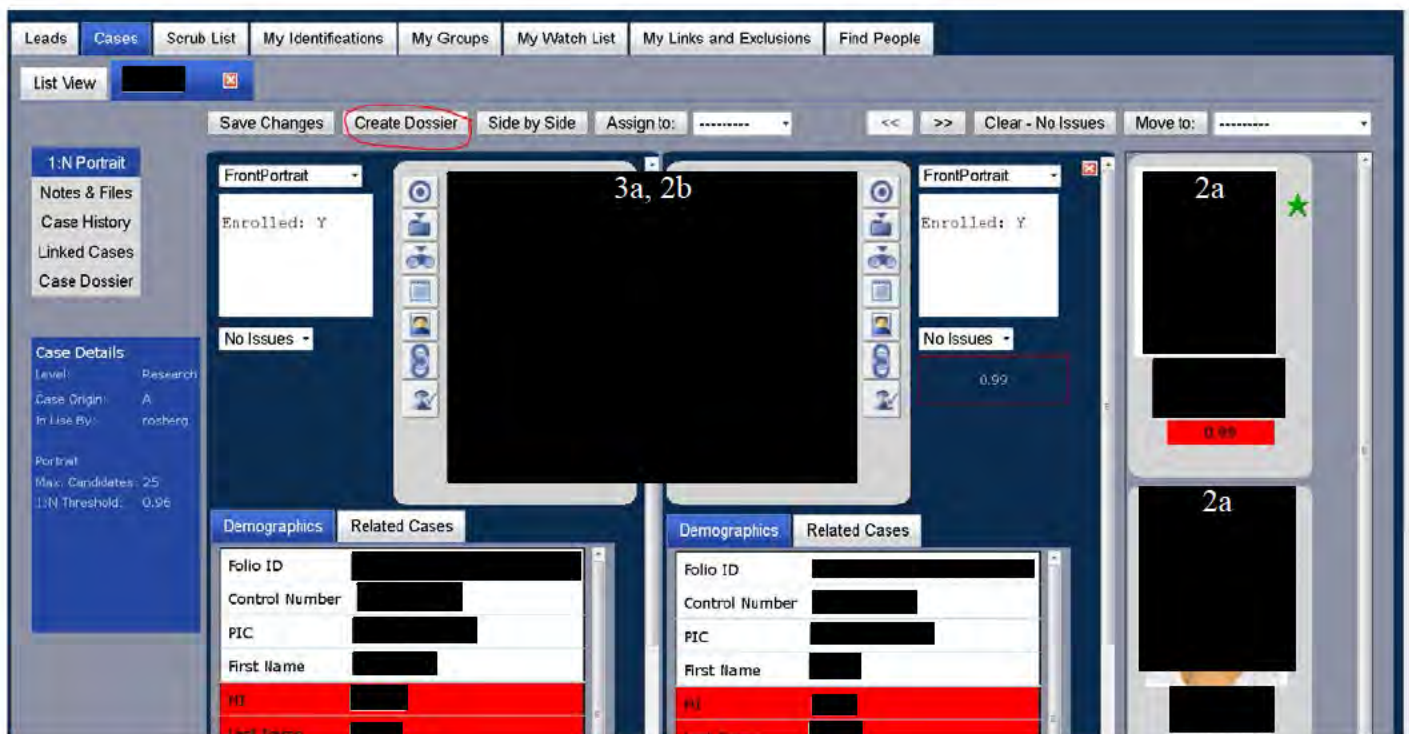 Leads Cases Scrub List My Identifications My Groups My Watch List My Links and Exclusions Find People
List View
Save Changes Create Dossier Side by Side Assign to: --------- << >> Clear - No Issues Move to: ---------
1:N Portrait
Notes & Files
Case History
Linked Cases
Case Dossier
Case Details
Level: Research
Case Origin: A
In Use By: rosberg
Portrait
Max. Candidates: 25
1:N Threshold: 0.96
FrontPortrait
Enrolled: Y
No Issues
3a, 2b
FrontPortrait
Enrolled: Y
No Issues
0.99
2a
0.99
2a
Demographics Related Cases
Folio ID
Control Number
PIC
First Name
MI
Last Name
Demographics Related Cases
Folio ID
Control Number
PIC
First Name
MI